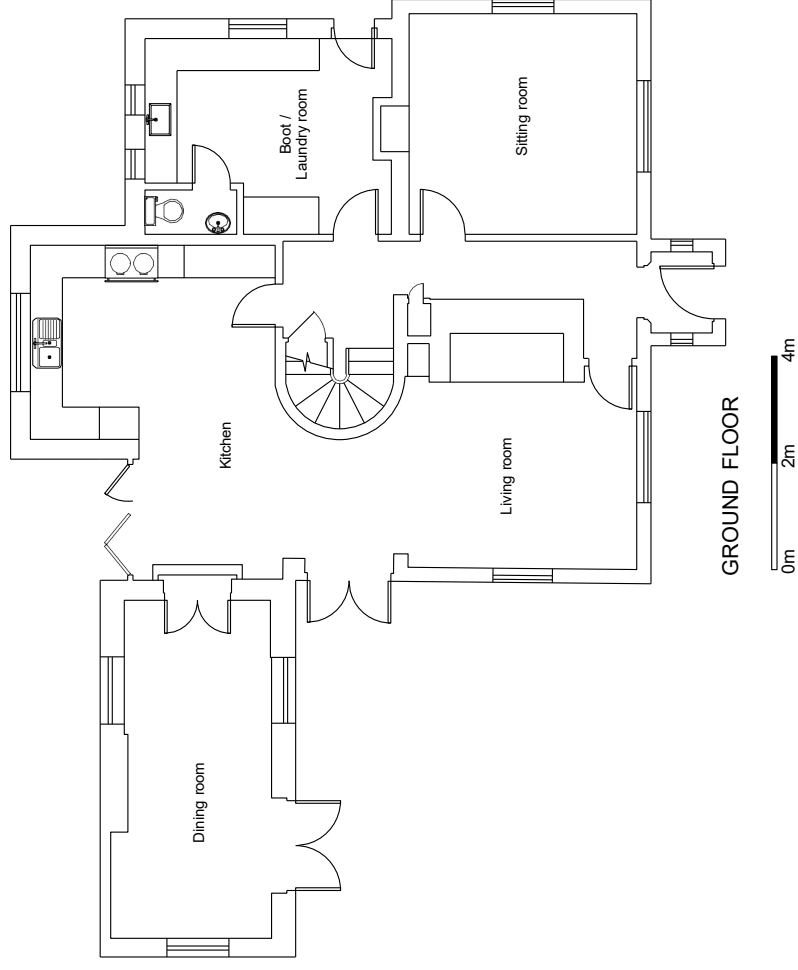 Boot /
Laundry room
Sitting room
Kitchen
Living room
Dining room
GROUND FLOOR
0m
2m
4m